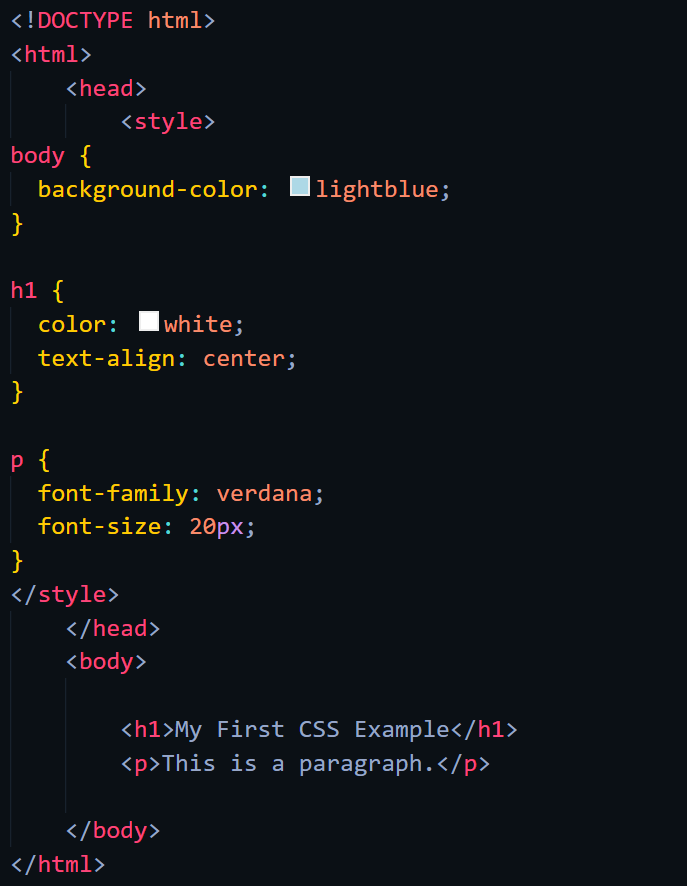 <!DOCTYPE html>
<html>
    <head>
        <style>
body {
  background-color: lightblue;
}

h1 {
  color: white;
  text-align: center;
}

p {
  font-family: verdana;
  font-size: 20px;
}
</style>
    </head>
    <body>

        <h1>My First CSS Example</h1>
        <p>This is a paragraph.</p>

    </body>
</html>